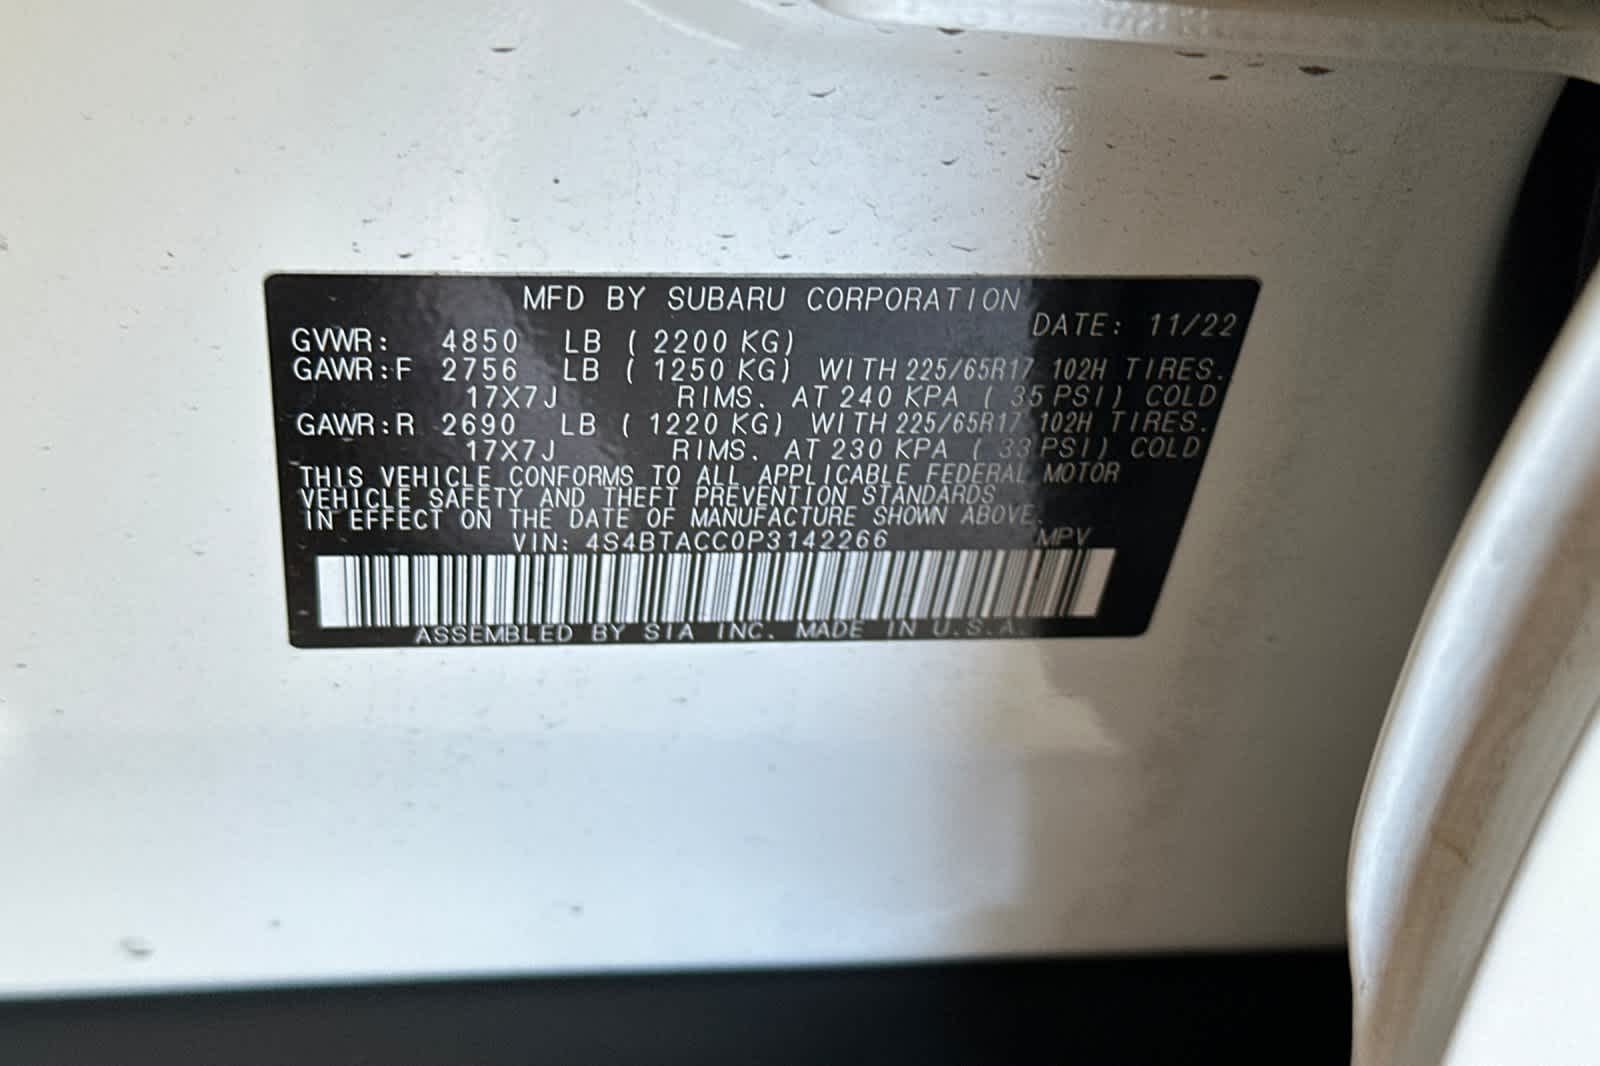 MFD BY SUBARU CORPORATION
DATE: 11/22
GVWR: 4850 LB ( 2200 KG)
GAWR:F 2756 LB ( 1250 KG) WITH 225/65R17 102H TIRES.
17X7J RIMS. AT 240 KPA ( 35 PSI) COLD
GAWR:R 2690 LB ( 1220 KG) WITH 225/65R17 102H TIRES.
17X7J RIMS. AT 230 KPA ( 33 PSI) COLD
THIS VEHICLE CONFORMS TO ALL APPLICABLE FEDERAL MOTOR
VEHICLE SAFETY AND THEFT PREVENTION STANDARDS
IN EFFECT ON THE DATE OF MANUFACTURE SHOWN ABOVE.
VIN: 4S4BTACC0P3142266 MPV
ASSEMBLED BY SIA INC. MADE IN U.S.A.